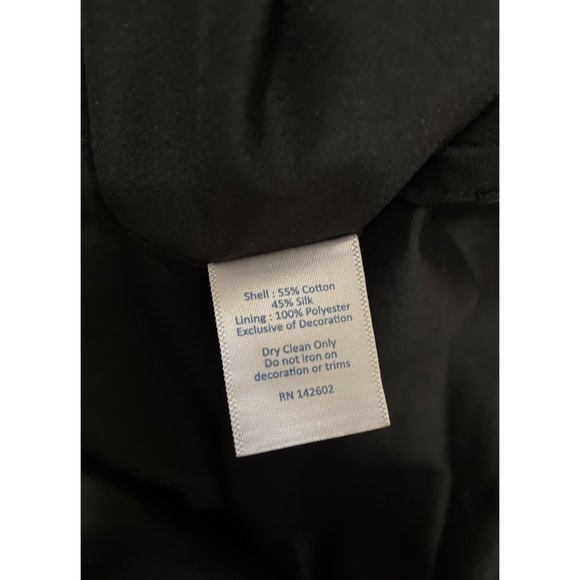 Shell : 55% Cotton
45% Silk
Lining : 100% Polyester
Exclusive of Decoration
Dry Clean Only
Do not iron on
decoration or trims
RN 142602